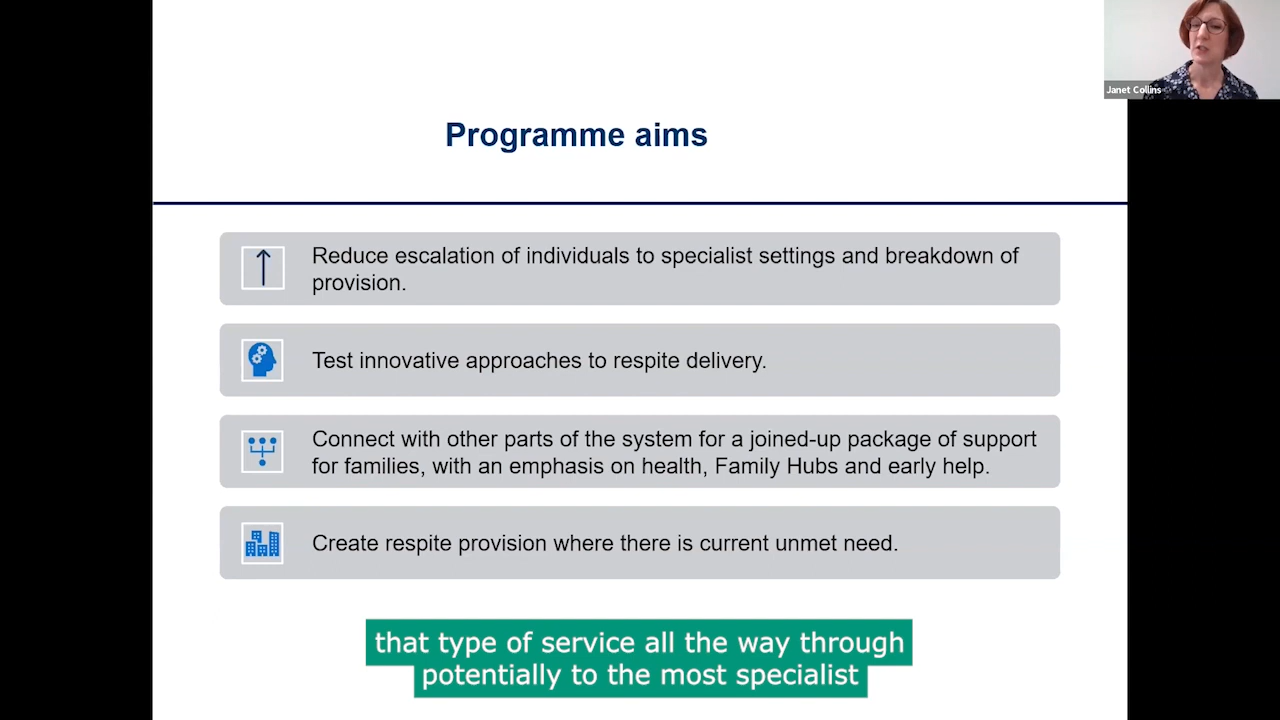 Janet Collins
Programme aims
Reduce escalation of individuals to specialist settings and breakdown of
provision.
Test innovative approaches to respite delivery.
Connect with other parts of the system for a joined-up package of support
for families, with an emphasis on health, Family Hubs and early help.
Create respite provision where there is current unmet need.
that type of service all the way through
potentially to the most specialist